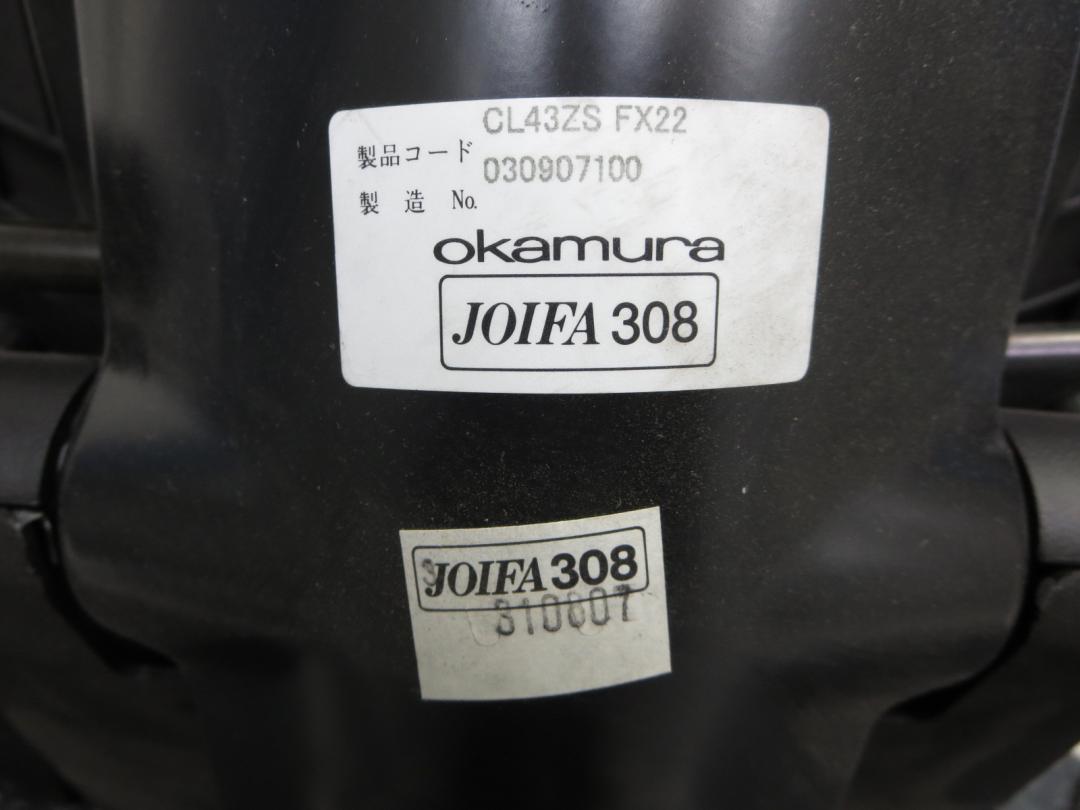 CL43ZS FX22
製品コード
030907100
製 造 No.
okamura
JOIFA 308
JOIFA 308